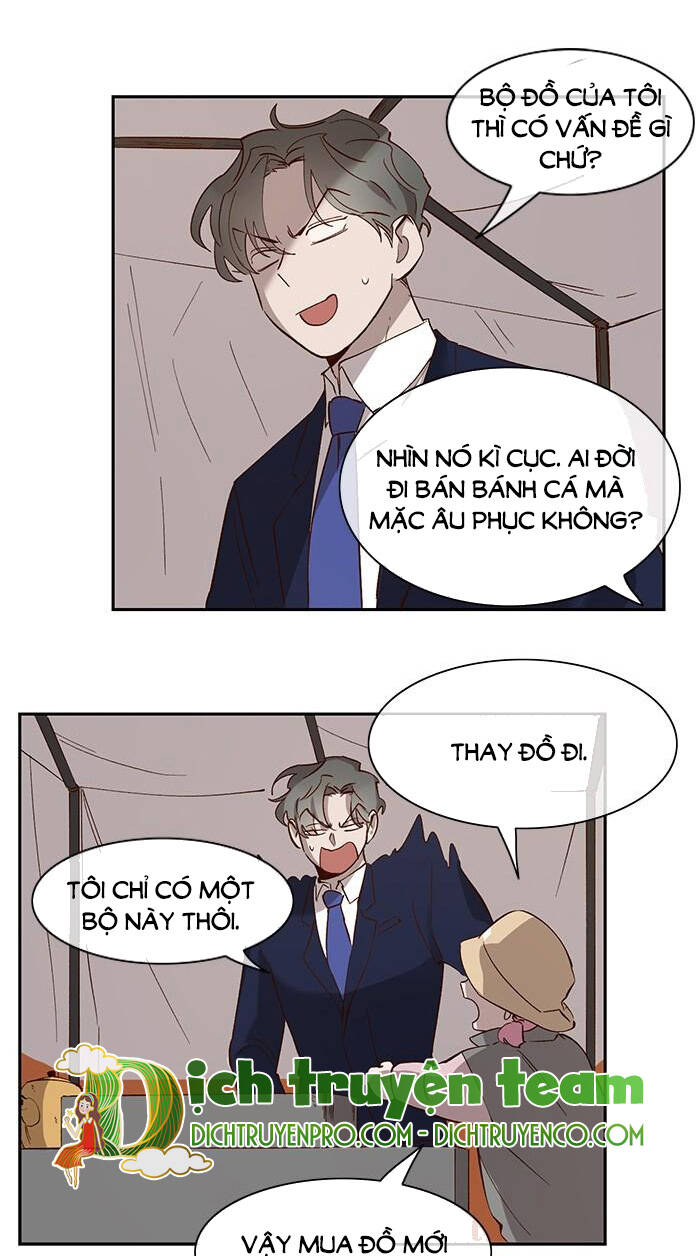 BỘ ĐỒ CỦA TÔI
THÌ CÓ VẤN ĐỀ GÌ
CHỨ?
NHÌN NÓ KÌ CỤC. AI ĐỜI
ĐI BÁN BÁNH CÁ MÀ
MẶC ÂU PHỤC KHÔNG?
THAY ĐỒ ĐI.
TÔI CHỈ CÓ MỘT
BỘ NÀY THÔI.
Dịch truyện team
DICHTRUYENPRO.COM - DICHTRUYENCO.COM
VẬY MUA ĐỒ MỚI